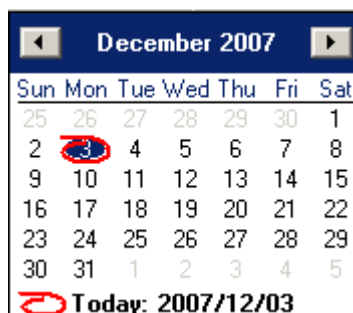 December 2007
Sun Mon Tue Wed Thu Fri Sat
25 26 27 28 29 30 1
2 3 4 5 6 7 8
9 10 11 12 13 14 15
16 17 18 19 20 21 22
23 24 25 26 27 28 29
30 31 1 2 3 4 5
Today: 2007/12/03